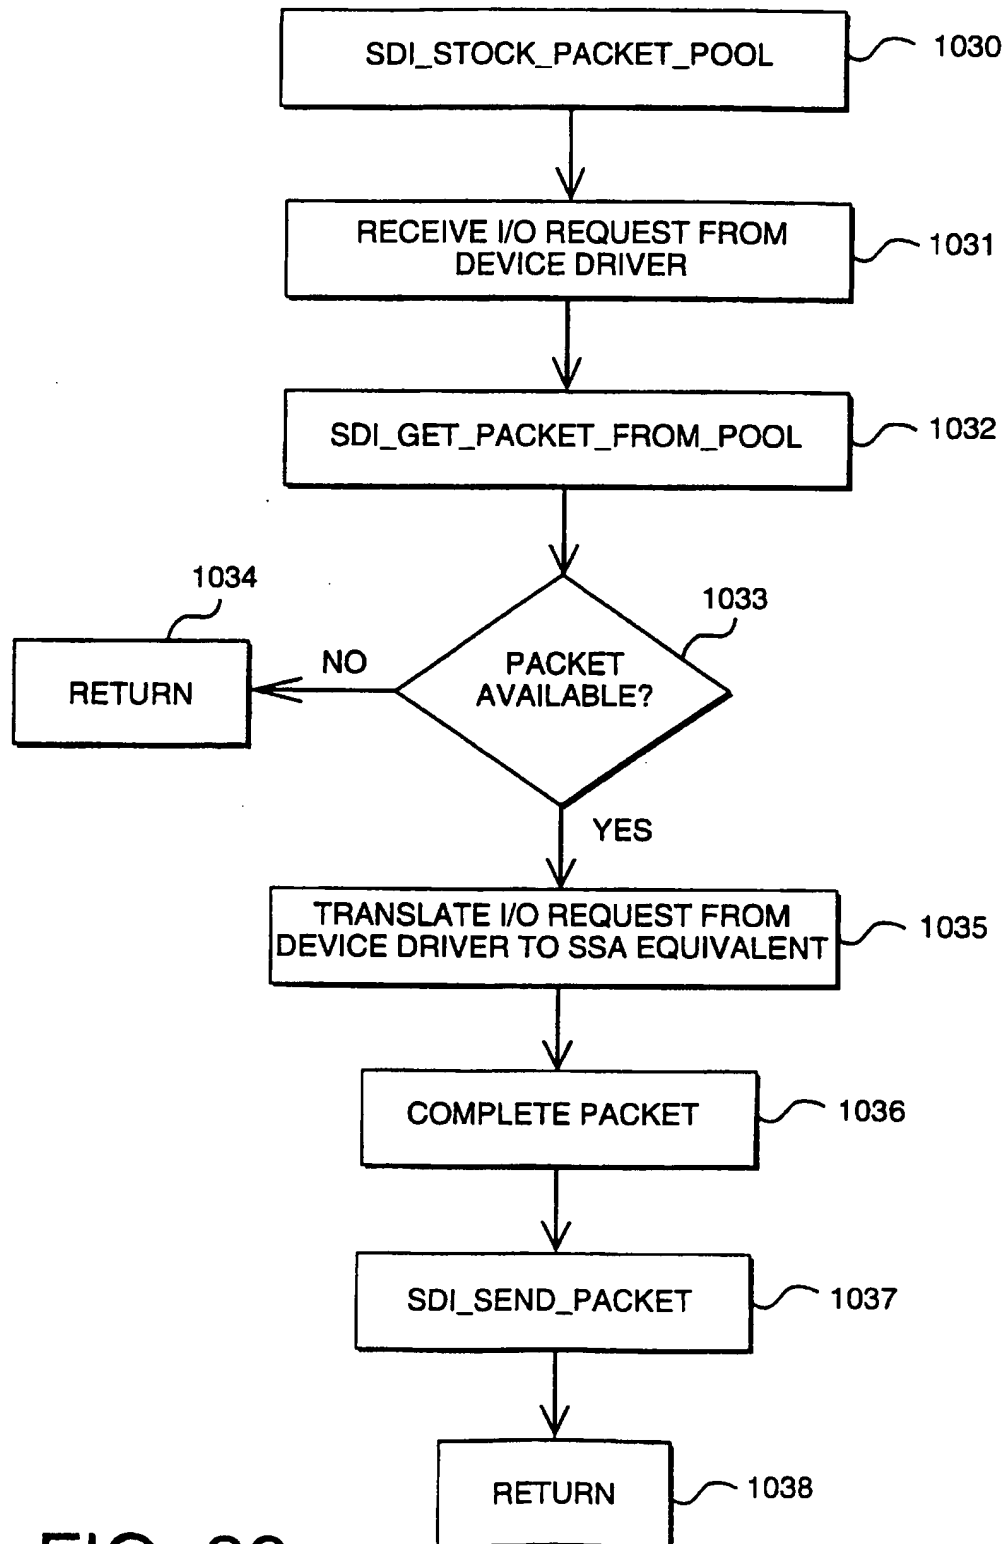 SDI_STOCK_PACKET_POOL
1030
RECEIVE I/O REQUEST FROM
DEVICE DRIVER
1031
SDI_GET_PACKET_FROM_POOL
1032
1034
1033
RETURN
NO
PACKET
AVAILABLE?
YES
TRANSLATE I/O REQUEST FROM
DEVICE DRIVER TO SSA EQUIVALENT
1035
COMPLETE PACKET
1036
SDI_SEND_PACKET
1037
RETURN
1038
FIG.